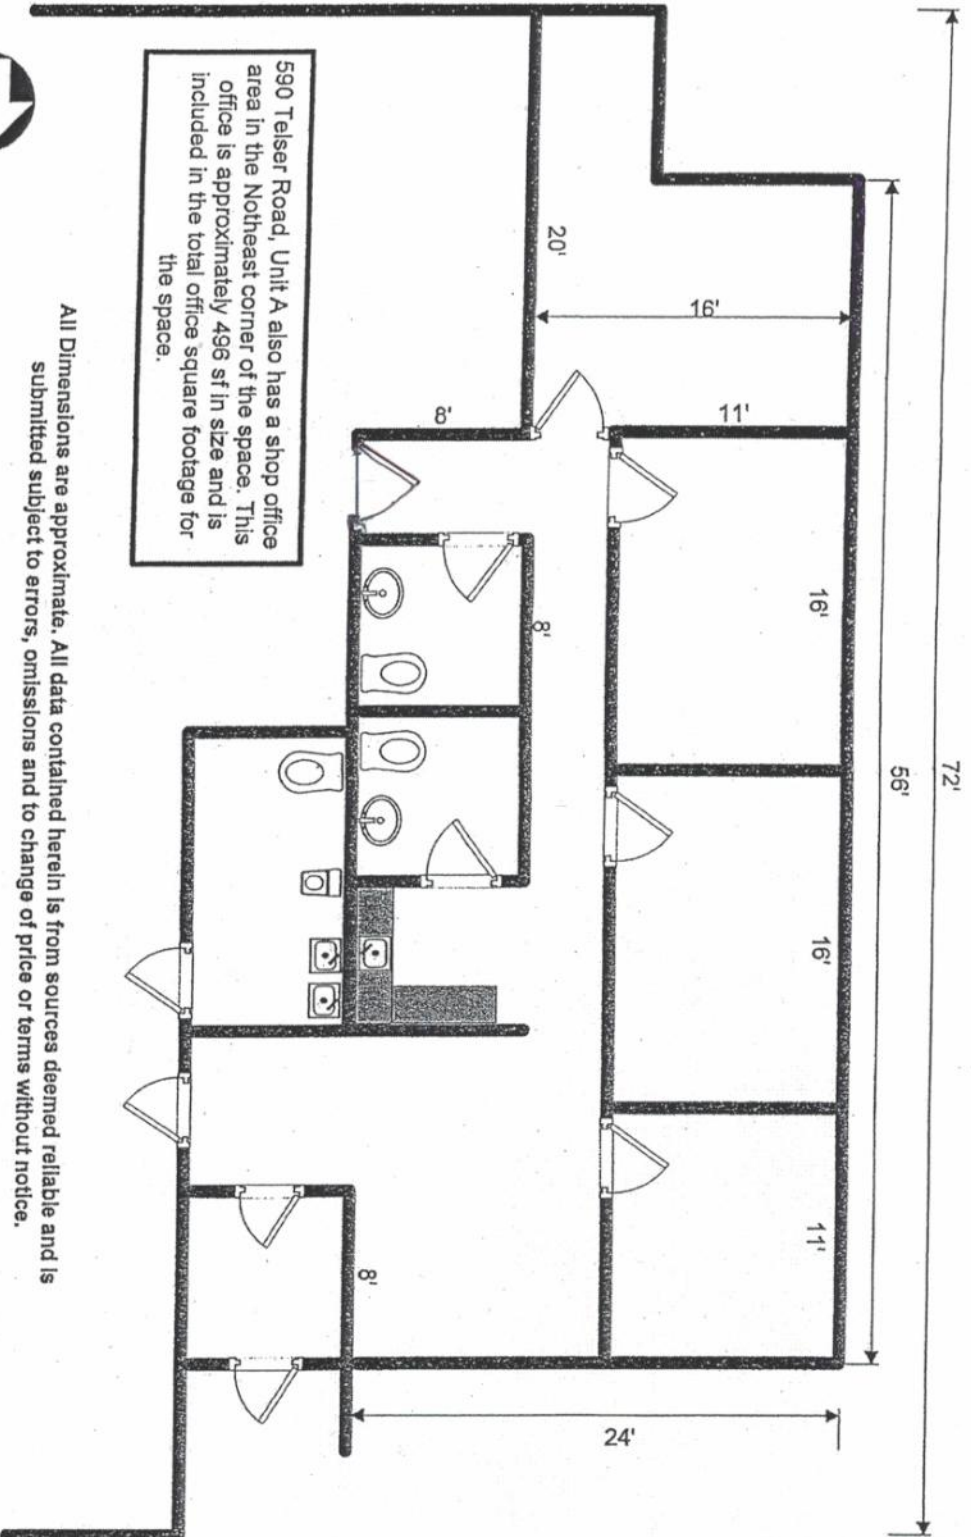 72'
56'
16'
16'
11'
11'
16'
20'
8'
8'
8'
24'
590 Telser Road, Unit A also has a shop office
area in the Notheast corner of the space. This
office is approximately 496 sf in size and is
included in the total office square footage for
the space.
All Dimensions are approximate. All data contained herein is from sources deemed reliable and is
submitted subject to errors, omissions and to change of price or terms without notice.